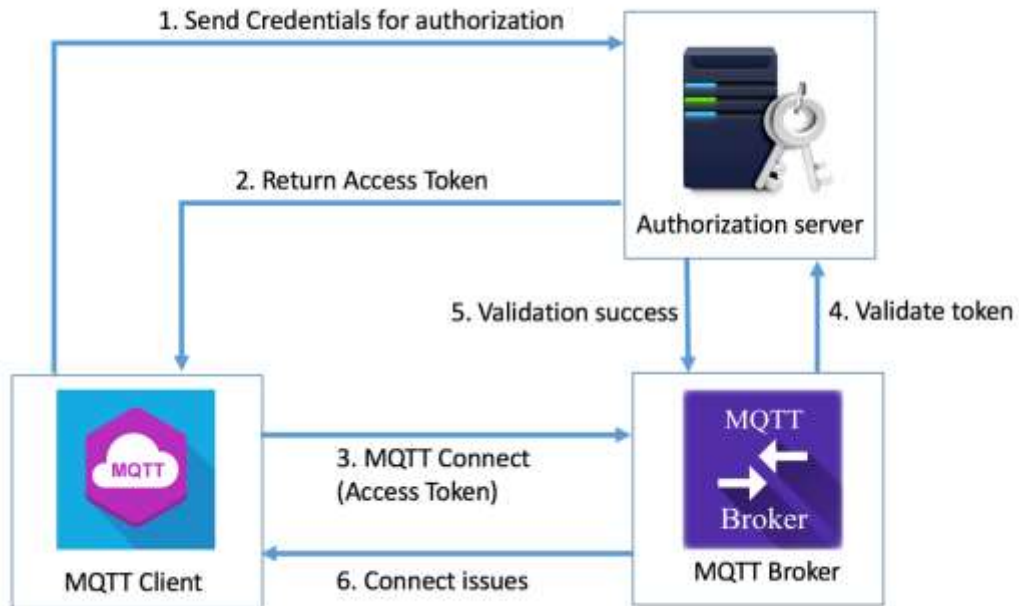 1. Send Credentials for authorization
2. Return Access Token
Authorization server
5. Validation success
4. Validate token
MQTT
MQTT Client
3. MQTT Connect
(Access Token)
MQTT
Broker
MQTT Broker
6. Connect issues